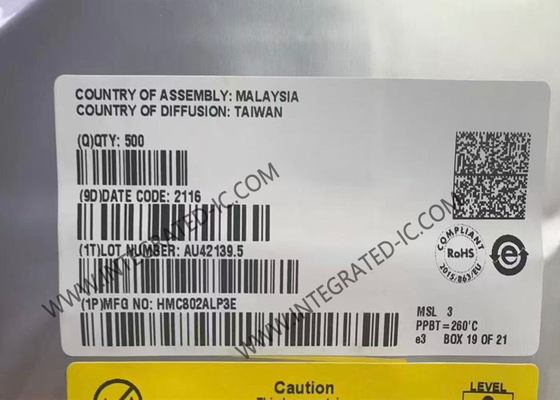 COUNTRY OF ASSEMBLY: MALAYSIA
COUNTRY OF DIFFUSION: TAIWAN
(Q)QTY: 500
(9D)DATE CODE: 2116
(1T)LOT NUMBER: AU42139.5
(1P)MFG NO: HMC802ALP3E
COMPLIANT
RoHS
2015/863/EU
e
MSL 3
PPBT=260'C
e3 BOX 19 OF 21
WWW.INTEGRATED-IC.COM
WWW.INTEGRATED-IC.COM
Caution
LEVEL